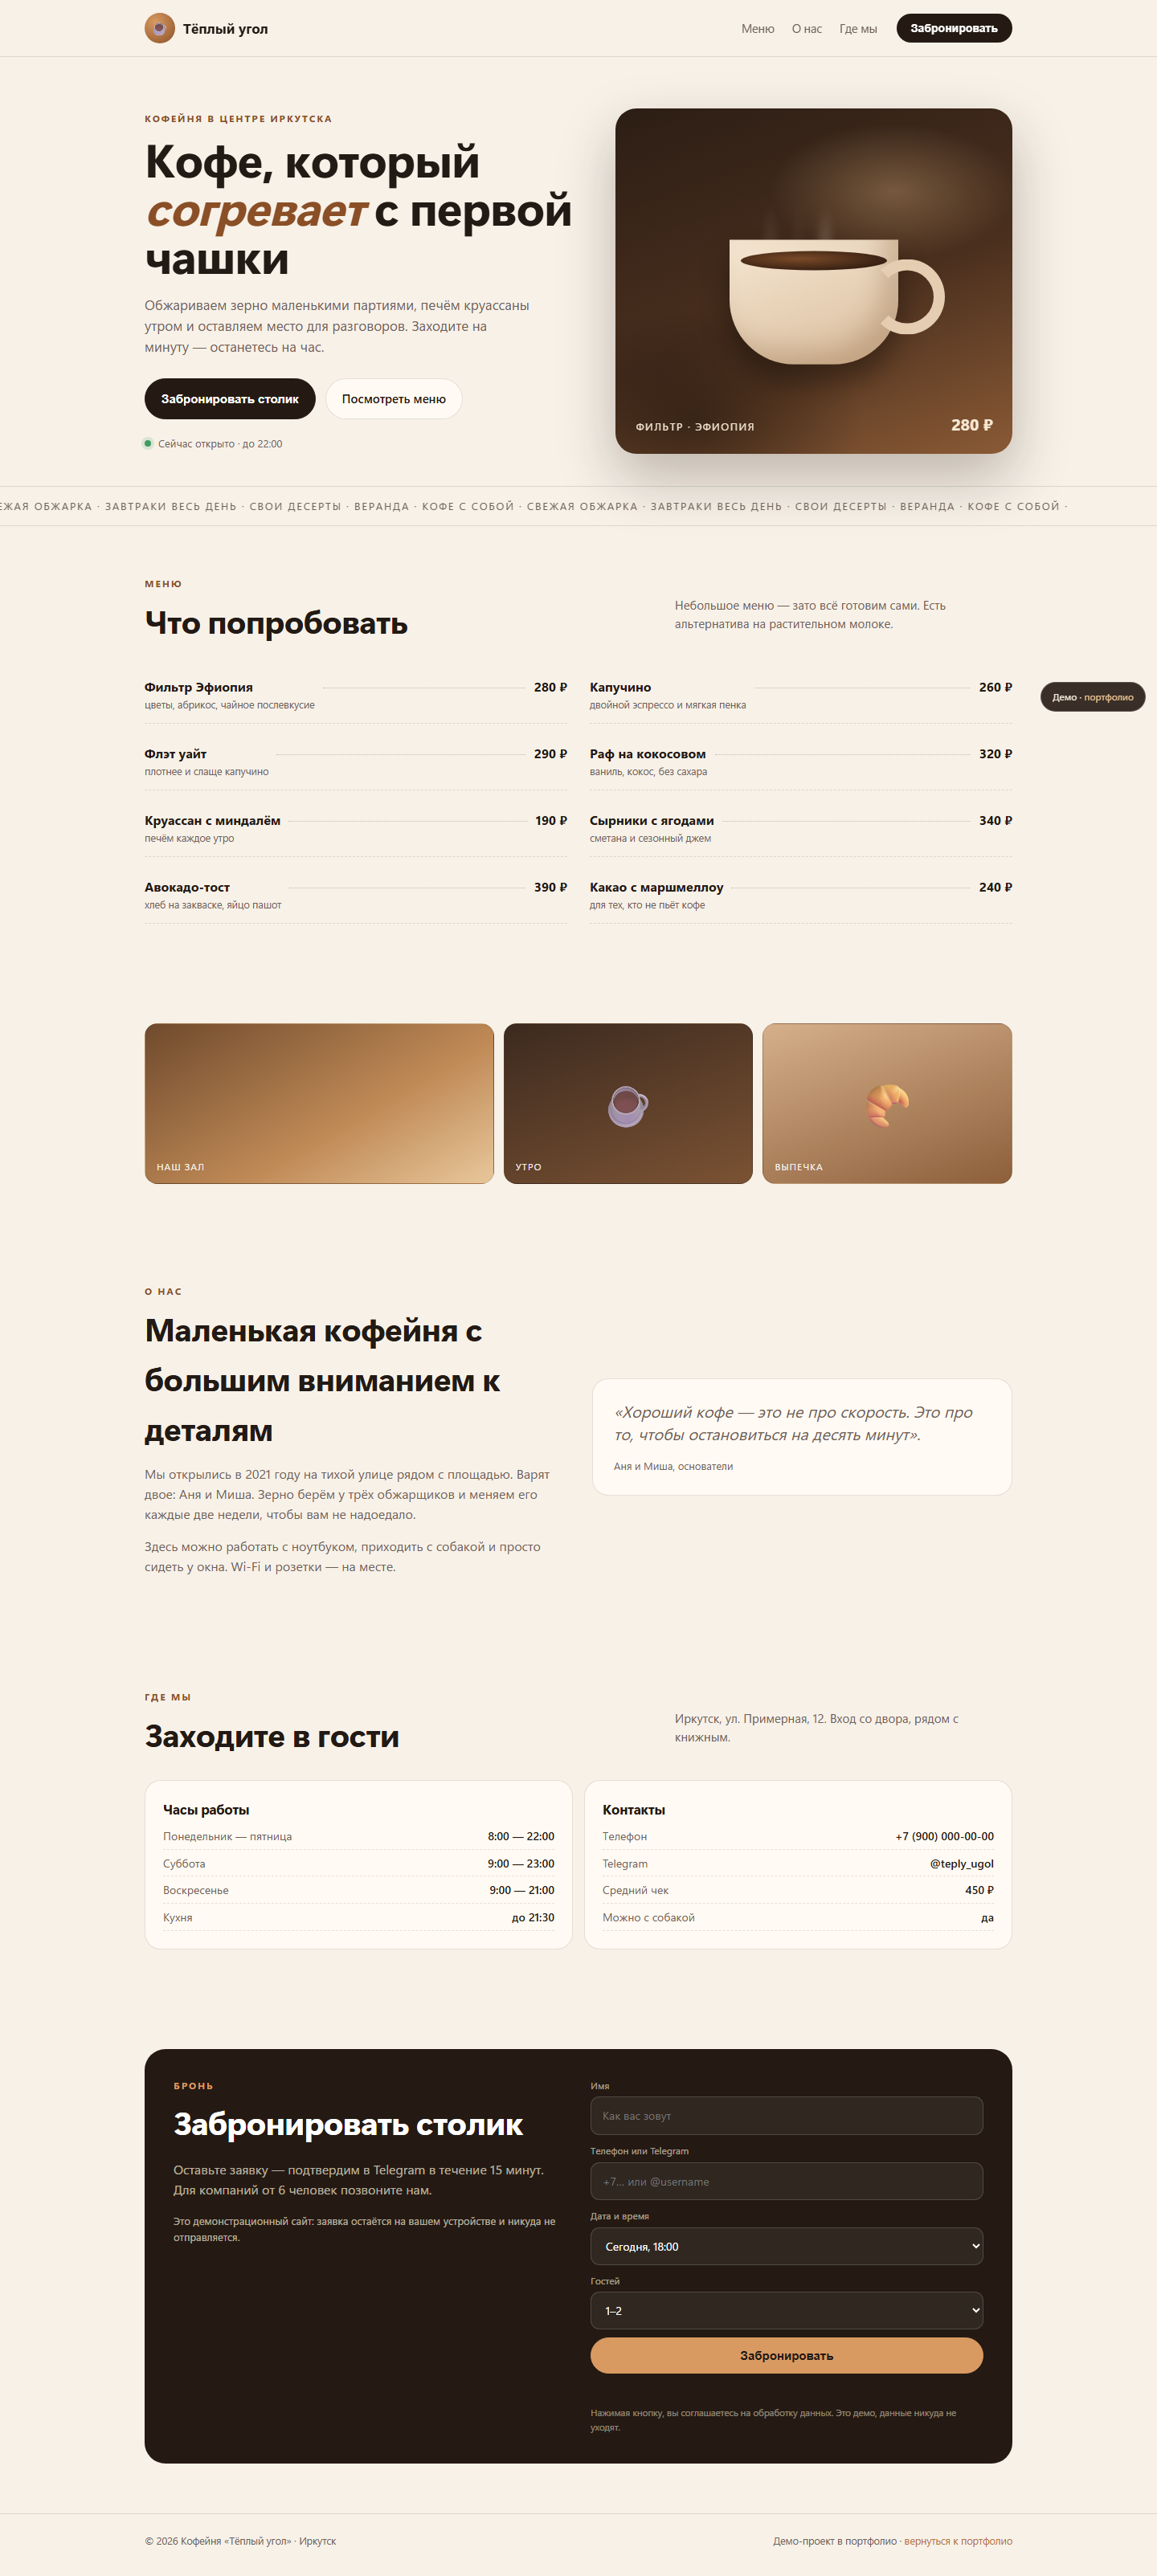 Тёплый угол
Меню
О нас
Где мы
Забронировать
КОФЕЙНЯ В ЦЕНТРЕ ИРКУТСКА
Кофе, который
согревает с первой
чашки
Обжариваем зерно маленькими партиями, печём круассаны
утром и оставляем место для разговоров. Заходите на
минуту — останетесь на час.
Забронировать столик
Посмотреть меню
Сейчас открыто · до 22:00
ФИЛЬТР · ЭФИОПИЯ
280 ₽
ЖАЯ ОБЖАРКА · ЗАВТРАКИ ВЕСЬ ДЕНЬ · СВОИ ДЕСЕРТЫ · ВЕРАНДА · КОФЕ С СОБОЙ · СВЕЖАЯ ОБЖАРКА · ЗАВТРАКИ ВЕСЬ ДЕНЬ · СВОИ ДЕСЕРТЫ · ВЕРАНДА · КОФЕ С СОБОЙ ·
МЕНЮ
Что попробовать
Небольшое меню — зато всё готовим сами. Есть
альтернатива на растительном молоке.
Фильтр Эфиопия 280 ₽
цветы, абрикос, чайное послевкусие
Капучино 260 ₽
двойной эспрессо и мягкая пенка
Демо · портфолио
Флэт уайт 290 ₽
плотнее и слаще капучино
Раф на кокосовом 320 ₽
ваниль, кокос, без сахара
Круассан с миндалём 190 ₽
печём каждое утро
Сырники с ягодами 340 ₽
сметана и сезонный джем
Авокадо-тост 390 ₽
хлеб на закваске, яйцо пашот
Какао с маршмеллоу 240 ₽
для тех, кто не пьёт кофе
НАШ ЗАЛ
УТРО
ВЫПЕЧКА
О НАС
Маленькая кофейня с
большим вниманием к
деталям
Мы открылись в 2021 году на тихой улице рядом с площадью. Варят
двое: Аня и Миша. Зерно берём у трёх обжарщиков и меняем его
каждые две недели, чтобы вам не надоедало.
Здесь можно работать с ноутбуком, приходить с собакой и просто
сидеть у окна. Wi-Fi и розетки — на месте.
«Хороший кофе — это не про скорость. Это про
то, чтобы остановиться на десять минут».
Аня и Миша, основатели
ГДЕ МЫ
Заходите в гости
Иркутск, ул. Примерная, 12. Вход со двора, рядом с
книжным.
Часы работы
Понедельник — пятница 8:00 — 22:00
Суббота 9:00 — 23:00
Воскресенье 9:00 — 21:00
Кухня до 21:30
Контакты
Телефон +7 (900) 000-00-00
Telegram @teply_ugol
Средний чек 450 ₽
Можно с собакой да
БРОНЬ
Забронировать столик
Оставьте заявку — подтвердим в Telegram в течение 15 минут.
Для компаний от 6 человек позвоните нам.
Это демонстрационный сайт: заявка остаётся на вашем устройстве и никуда не
отправляется.
Имя
Как вас зовут
Телефон или Telegram
+7... или @username
Дата и время
Сегодня, 18:00
Гостей
1–2
Забронировать
Нажимая кнопку, вы соглашаетесь на обработку данных. Это демо, данные никуда не
уходят.
© 2026 Кофейня «Тёплый угол» · Иркутск
Демо-проект в портфолио · вернуться к портфолио